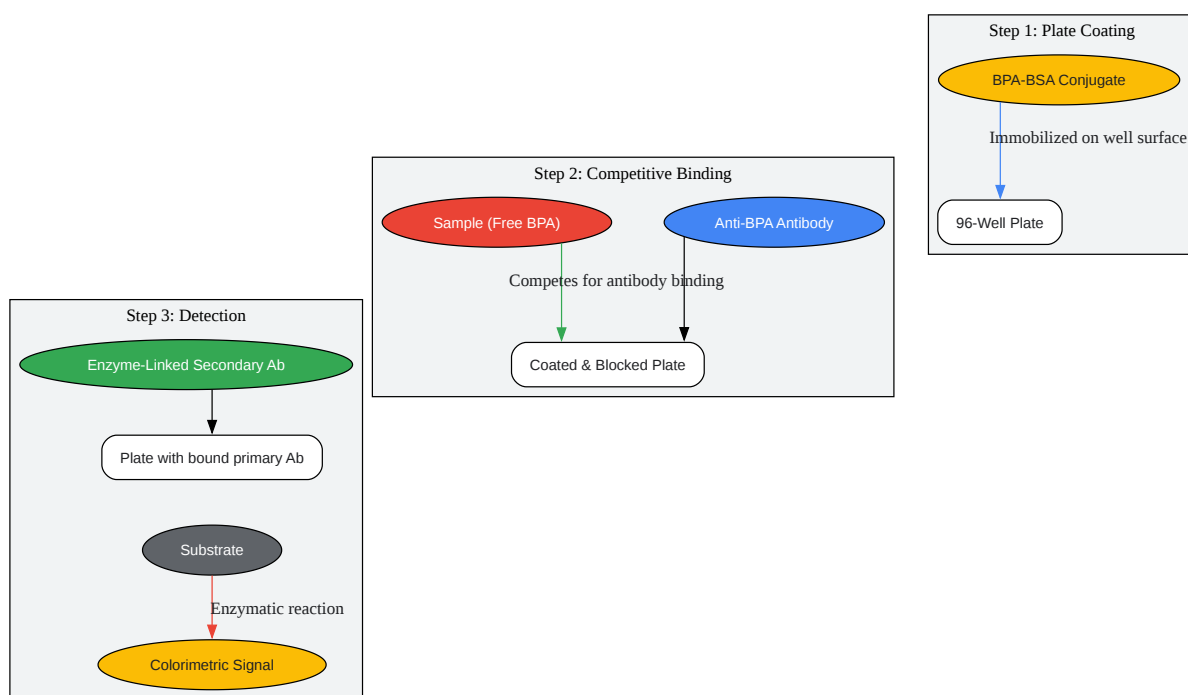 Step 1: Plate Coating
BPA-BSA Conjugate
Immobilized on well surface
96-Well Plate
Step 2: Competitive Binding
Sample (Free BPA)
Anti-BPA Antibody
Competes for antibody binding
Coated & Blocked Plate
Step 3: Detection
Enzyme-Linked Secondary Ab
Plate with bound primary Ab
Substrate
Enzymatic reaction
Colorimetric Signal